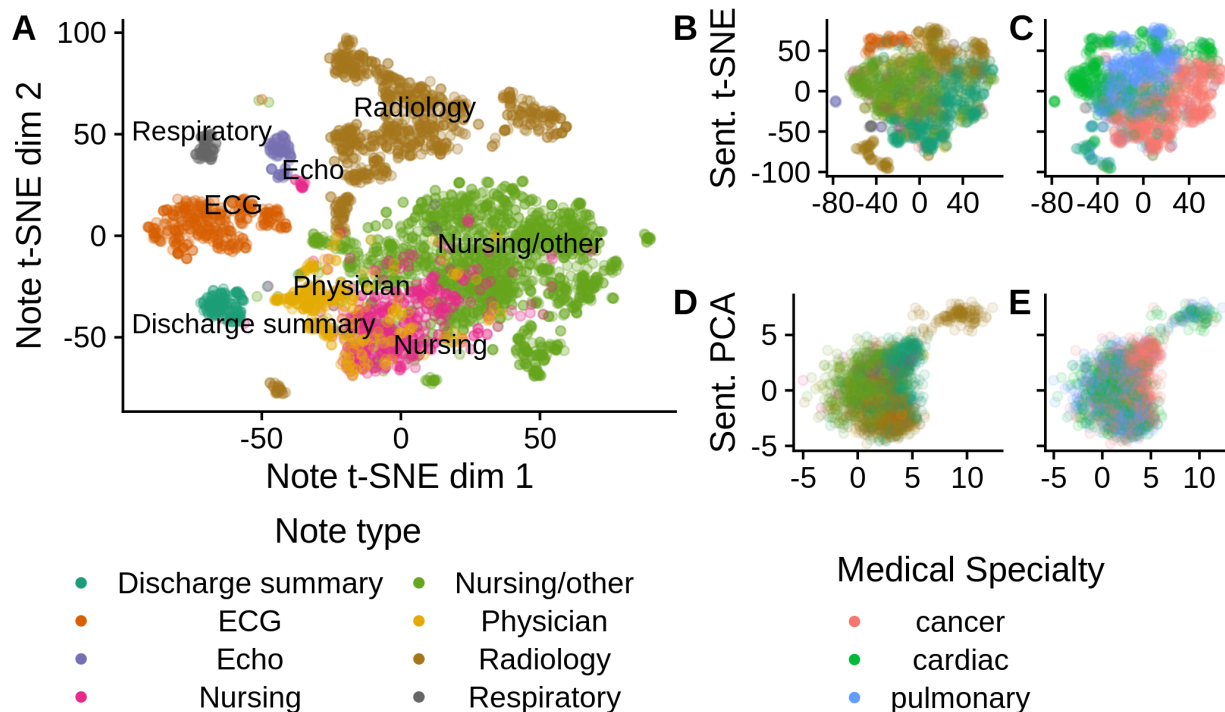 A
B
C
D
E
Note t-SNE dim 2
100
50
0
-50
-50
0
50
Note t-SNE dim 1
Radiology
Respiratory
Echo
ECG
Nursing/other
Physician
Discharge summary
Nursing
Sent. t-SNE
50
0
-50
-100
-80
-40
0
40
-80
-40
0
40
Sent. PCA
5
0
-5
-5
0
5
10
-5
0
5
10
Note type
Discharge summary
Nursing/other
ECG
Physician
Echo
Radiology
Nursing
Respiratory
Medical Specialty
cancer
cardiac
pulmonary